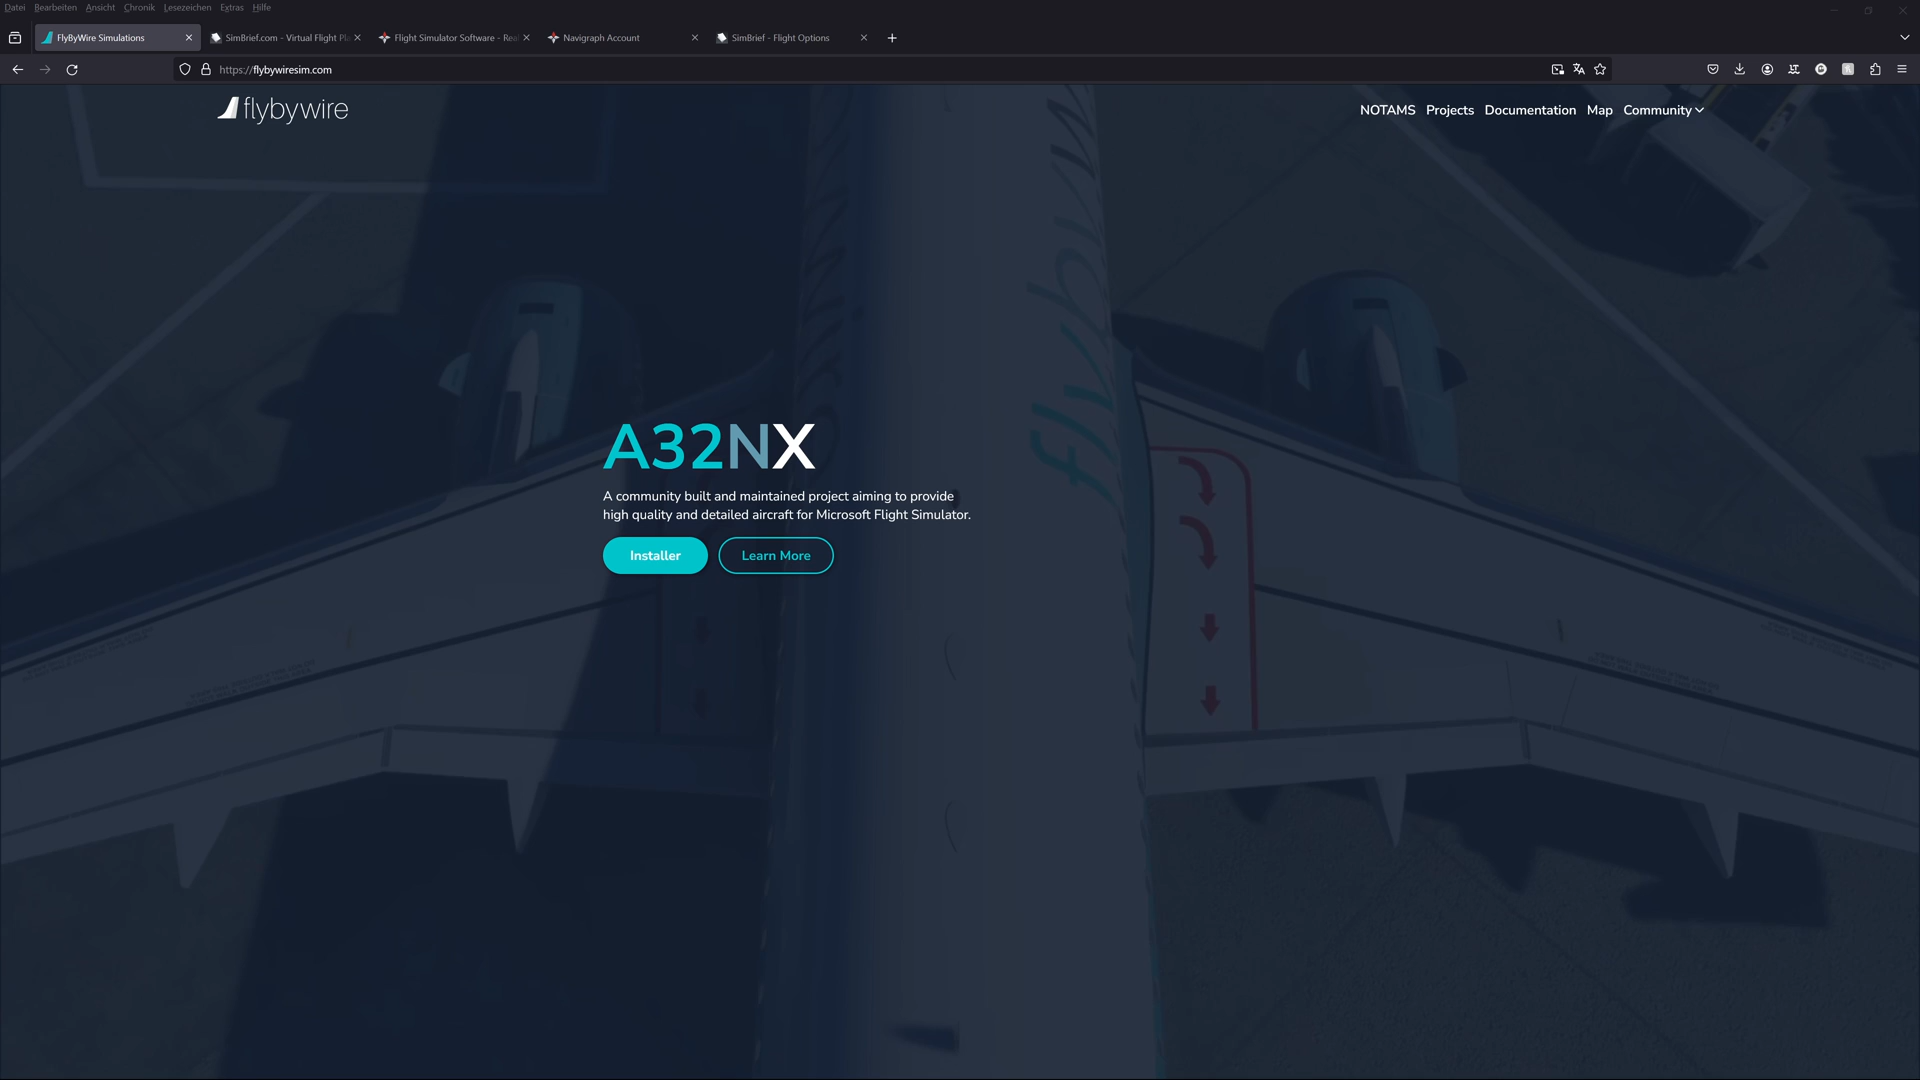 Datei Bearbeiten Ansicht Chronik Lesezeichen Extras Hilfe
FlyByWire Simulations
SimBrief.com - Virtual Flight Pl
Flight Simulator Software - Rea
Navigraph Account
SimBrief - Flight Options
https://flybywiresim.com
flybywire
NOTAMS Projects Documentation Map Community
flyby
A32NX
A community built and maintained project aiming to provide
high quality and detailed aircraft for Microsoft Flight Simulator.
Installer Learn More